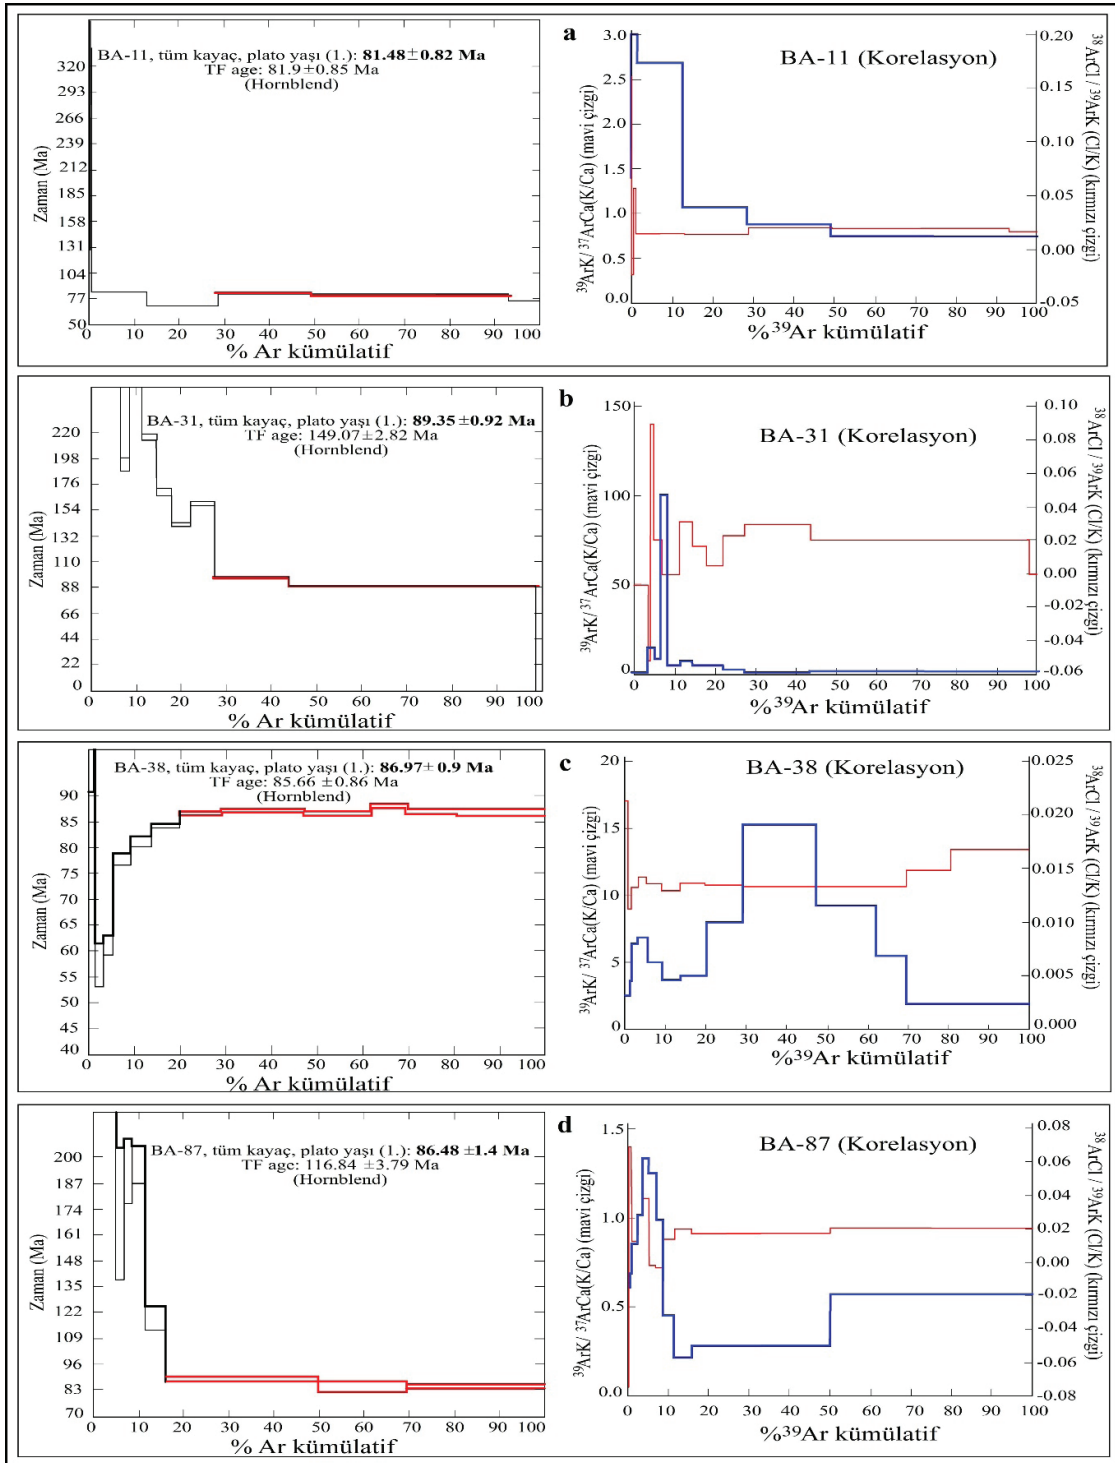 a
BA-11, tüm kayaç, plato yaşı (1.): 81.48±0.82 Ma
TF age: 81.9±0.85 Ma
(Hornblend)
Zaman (Ma)
320
293
266
239
212
185
158
131
104
77
50
0 10 20 30 40 50 60 70 80 90 100
% Ar kümülatif
BA-11 (Korelasyon)
³⁹ArK/ ³⁷ArCa(K/Ca) (mavi çizgi)
3.0
2.5
2.0
1.5
1.0
0.5
0.0
0.20
0.15
0.10
0.05
0.00
-0.05
³⁸ArCl / ³⁹ArK (Cl/K) (kırmızı çizgi)
0 10 20 30 40 50 60 70 80 90 100
%³⁹Ar kümülatif
b
BA-31, tüm kayaç, plato yaşı (1.): 89.35±0.92 Ma
TF age: 149.07±2.82 Ma
(Hornblend)
Zaman (Ma)
220
198
176
154
132
110
88
66
44
22
0
0 10 20 30 40 50 60 70 80 90 100
% Ar kümülatif
BA-31 (Korelasyon)
³⁹ArK/ ³⁷ArCa(K/Ca) (mavi çizgi)
150
100
50
0
0.10
0.08
0.06
0.04
0.02
0.00
-0.02
-0.04
-0.06
³⁸ArCl / ³⁹ArK (Cl/K) (kırmızı çizgi)
0 10 20 30 40 50 60 70 80 90 100
%³⁹Ar kümülatif
c
BA-38, tüm kayaç, plato yaşı (1.): 86.97± 0.9 Ma
TF age: 85.66 ±0.86 Ma
(Hornblend)
Zaman (Ma)
90
85
80
75
70
65
60
55
50
45
40
0 10 20 30 40 50 60 70 80 90 100
% Ar kümülatif
BA-38 (Korelasyon)
³⁹ArK/ ³⁷ArCa(K/Ca) (mavi çizgi)
20
15
10
5
0
0.025
0.020
0.015
0.010
0.005
0.000
³⁸ArCl / ³⁹ArK (Cl/K) (kırmızı çizgi)
0 10 20 30 40 50 60 70 80 90 100
%³⁹Ar kümülatif
d
BA-87, tüm kayaç, plato yaşı (1.): 86.48 ±1.4 Ma
TF age: 116.84 ±3.79 Ma
(Hornblend)
Zaman (Ma)
200
187
174
161
148
135
122
109
96
83
70
0 10 20 30 40 50 60 70 80 90 100
% Ar kümülatif
BA-87 (Korelasyon)
³⁹ArK/ ³⁷ArCa(K/Ca) (mavi çizgi)
1.5
1.0
0.5
0.0
0.08
0.06
0.04
0.02
0.00
-0.02
-0.04
-0.06
-0.08
³⁸ArCl / ³⁹ArK (Cl/K) (kırmızı çizgi)
0 10 20 30 40 50 60 70 80 90 100
%³⁹Ar kümülatif